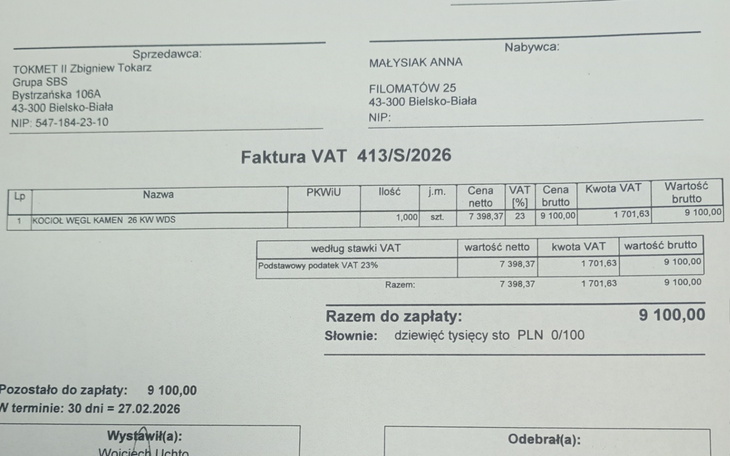 Sprzedawca:
TOKMET II Zbigniew Tokarz
Grupa SBS
Bystrzańska 106A
43-300 Bielsko-Biała
NIP: 547-184-23-10
Nabywca:
MAŁYSIAK ANNA
FILOMATÓW 25
43-300 Bielsko-Biała
NIP:
Faktura VAT 413/S/2026
Lp Nazwa PKWiU Ilość j.m. Cena netto VAT [%] Cena brutto Kwota VAT Wartość brutto
1 KOCIOŁ WĘGL KAMEN 26 KW WDS 1,000 szt. 7 398,37 23 9 100,00 1 701,63 9 100,00
według stawki VAT wartość netto kwota VAT wartość brutto
Podstawowy podatek VAT 23% 7 398,37 1 701,63 9 100,00
Razem: 7 398,37 1 701,63 9 100,00
Razem do zapłaty: 9 100,00
Słownie: dziewięć tysięcy sto PLN 0/100
Pozostało do zapłaty: 9 100,00
W terminie: 30 dni = 27.02.2026
Wystawił(a):
Wojciech Uchto
Odebrał(a):